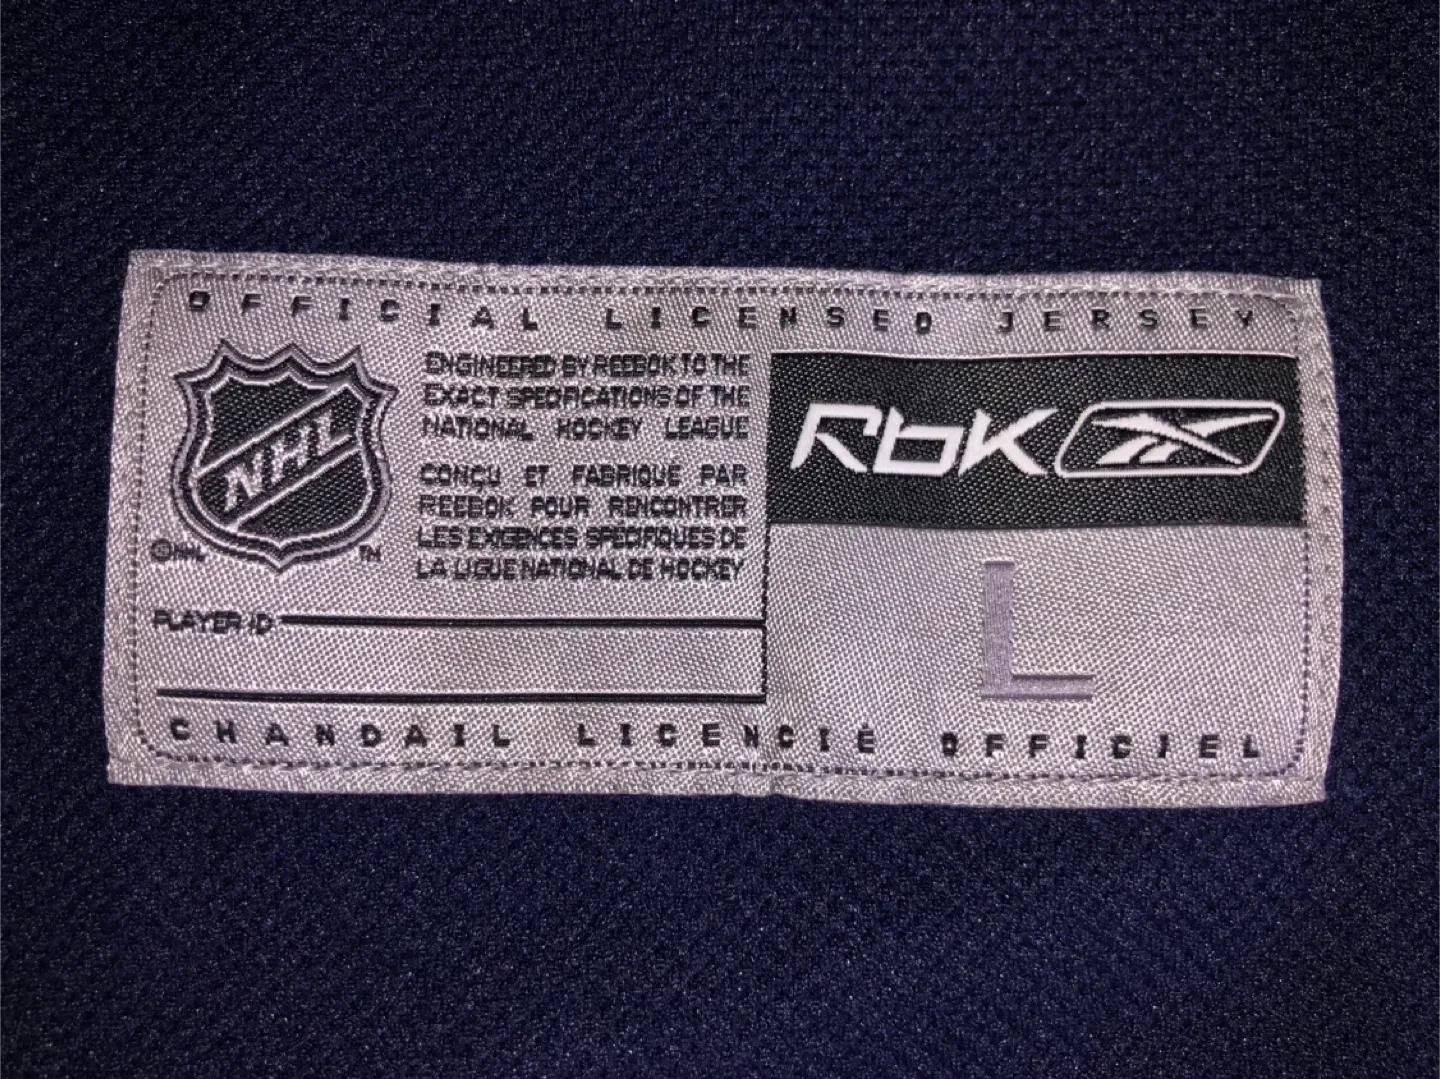 OFFICIAL LICENSED JERSEY
NHL
©NHL
TM
ENGINEERED BY REEBOK TO THE
EXACT SPECIFICATIONS OF THE
NATIONAL HOCKEY LEAGUE
CONÇU ET FABRIQUÉ PAR
REEBOK POUR RENCONTRER
LES EXIGENCES SPÉCIFIQUES DE
LA LIGUE NATIONAL DE HOCKEY
PLAYER ID
Rbk
L
CHANDAIL LICENCIÉ OFFICIEL